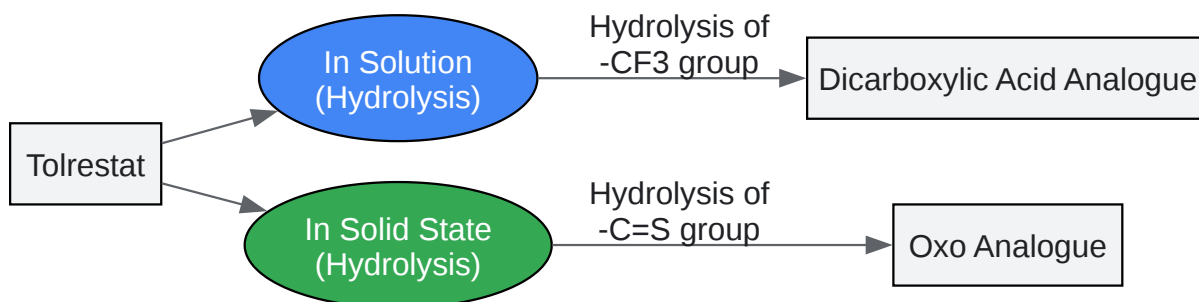 Tolrestat
In Solution
(Hydrolysis)
Hydrolysis of
-CF3 group
Dicarboxylic Acid Analogue
In Solid State
(Hydrolysis)
Hydrolysis of
-C=S group
Oxo Analogue